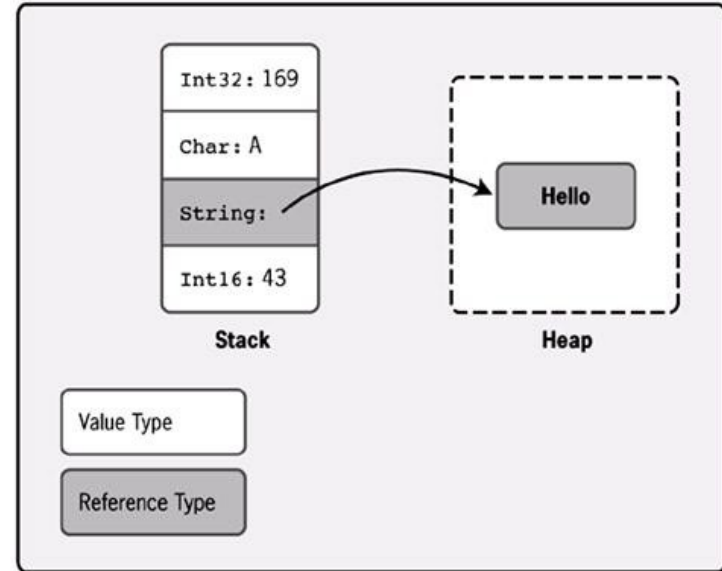 Int32: 169
Char: A
String:
Int16: 43
Stack
Hello
Heap
Value Type
Reference Type